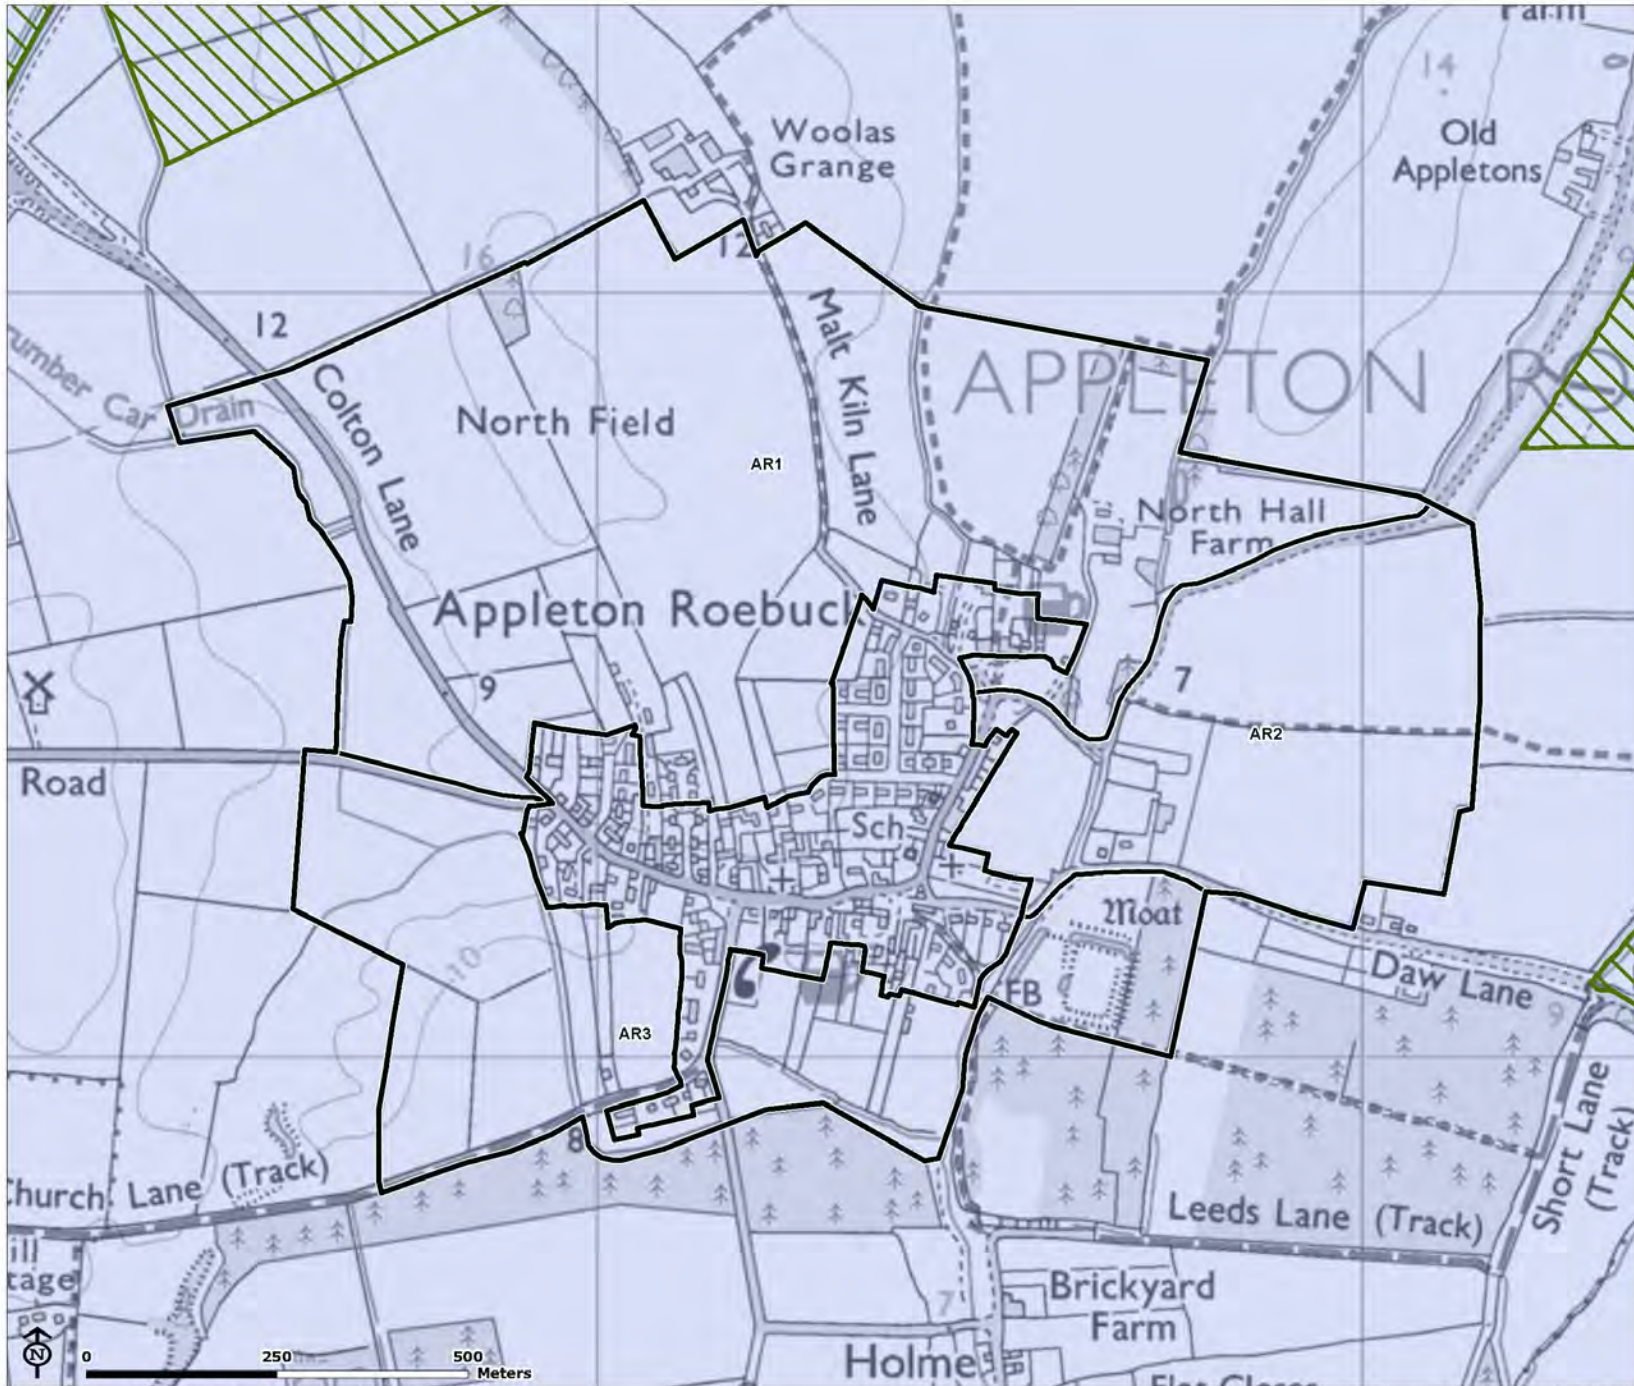 Farm
14
Woolas
Grange
Old
Appletons
16
12
12
Malt Kiln Lane
Colton Lane
APPLETON RO
Car Drain
North Field
AR1
North Hall
Farm
Appleton Roebuck
9
7
AR2
Road
Sch
Moat
10
FB
Daw Lane
9
AR3
8
Church Lane (Track)
Short Lane
(Track)
Leeds Lane (Track)
7
Brickyard
Farm
Holme
N
0 250 500
Meters